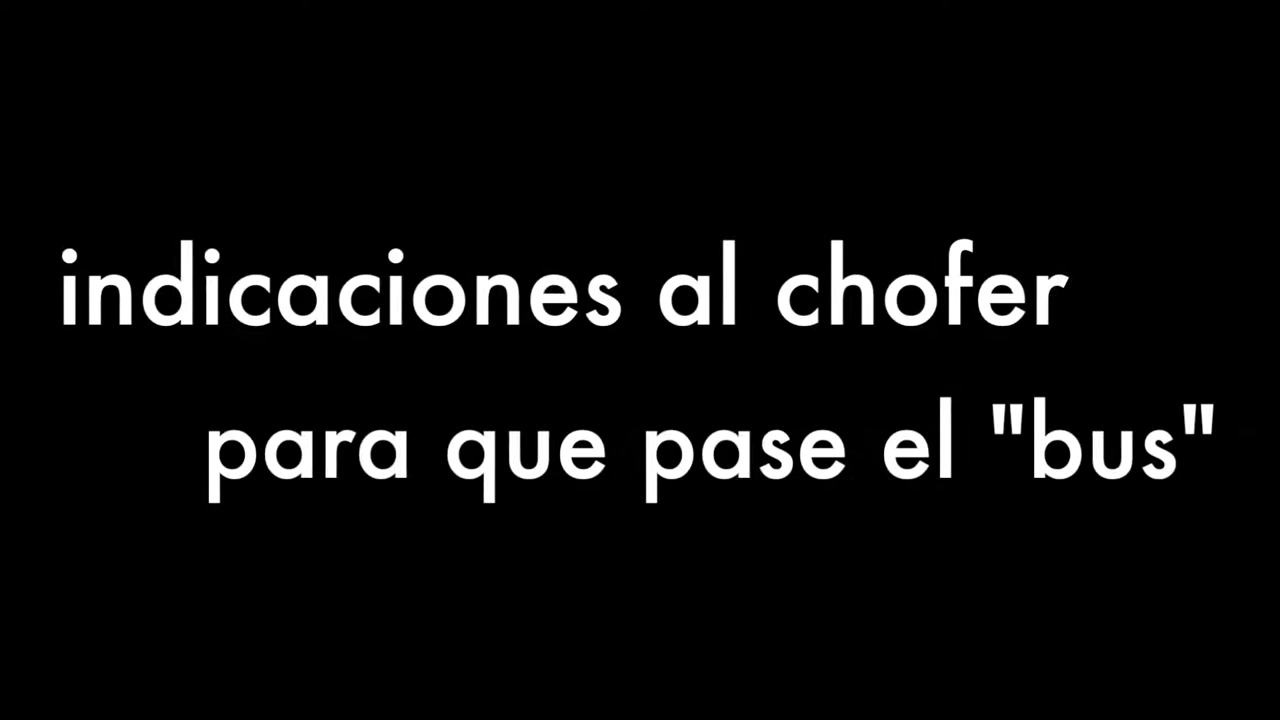 indicaciones al chofer
para que pase el "bus"